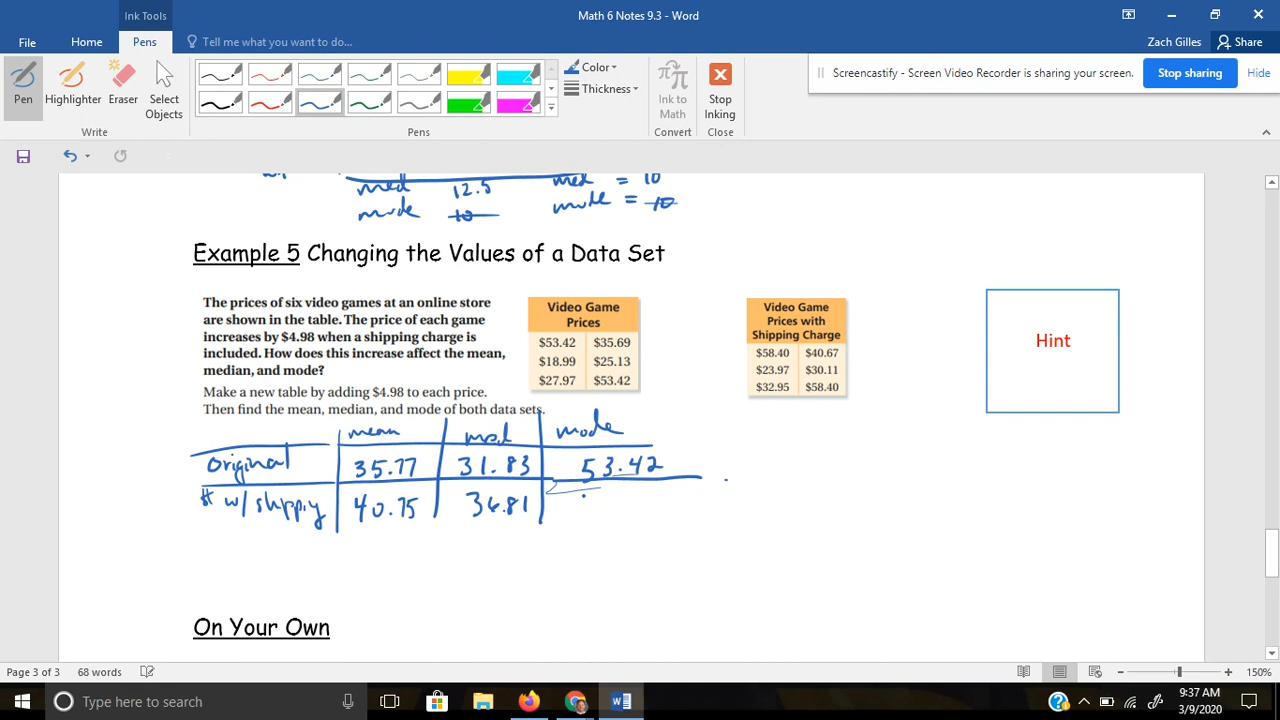 Ink Tools
Math 6 Notes 9.3 - Word
File
Home
Pens
Tell me what you want to do...
Zach Gilles
Share
Pen
Highlighter
Eraser
Select Objects
Write
Pens
Color
Thickness
Ink to Math
Convert
Stop Inking
Close
Screencastify - Screen Video Recorder is sharing your screen.
Stop sharing
Hide
med 12.5 med = 10
mode 10 mode = 10
Example 5 Changing the Values of a Data Set
The prices of six video games at an online store
are shown in the table. The price of each game
increases by $4.98 when a shipping charge is
included. How does this increase affect the mean,
median, and mode?
Make a new table by adding $4.98 to each price.
Then find the mean, median, and mode of both data sets.
Video Game
Prices
$53.42 $35.69
$18.99 $25.13
$27.97 $53.42
Video Game
Prices with
Shipping Charge
$58.40 $40.67
$23.97 $30.11
$32.95 $58.40
Hint
mean med mode
original 35.77 31.83 53.42
w/ shipping 40.75 36.81
On Your Own
Page 3 of 3
68 words
150%
Type here to search
9:37 AM
3/9/2020